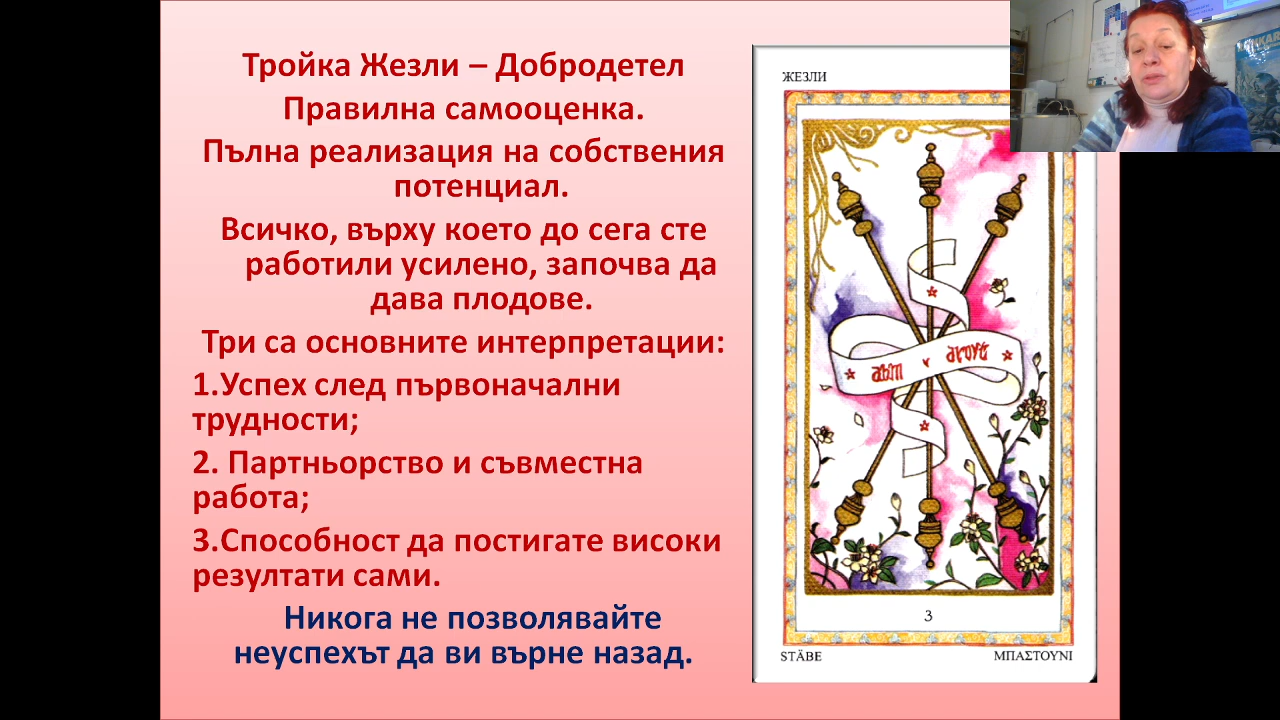 Тройка Жезли – Добродетел
Правилна самооценка.
Пълна реализация на собствения
потенциал.
Всичко, върху което до сега сте
работили усилено, започва да
дава плодове.
Три са основните интерпретации:
1.Успех след първоначални
трудности;
2. Партньорство и съвместна
работа;
3.Способност да постигате високи
резултати сами.
Никога не позволявайте
неуспехът да ви върне назад.
ЖЕЗЛИ
3
STÄBE
ΜΠΑΣΤΟΥΝΙ